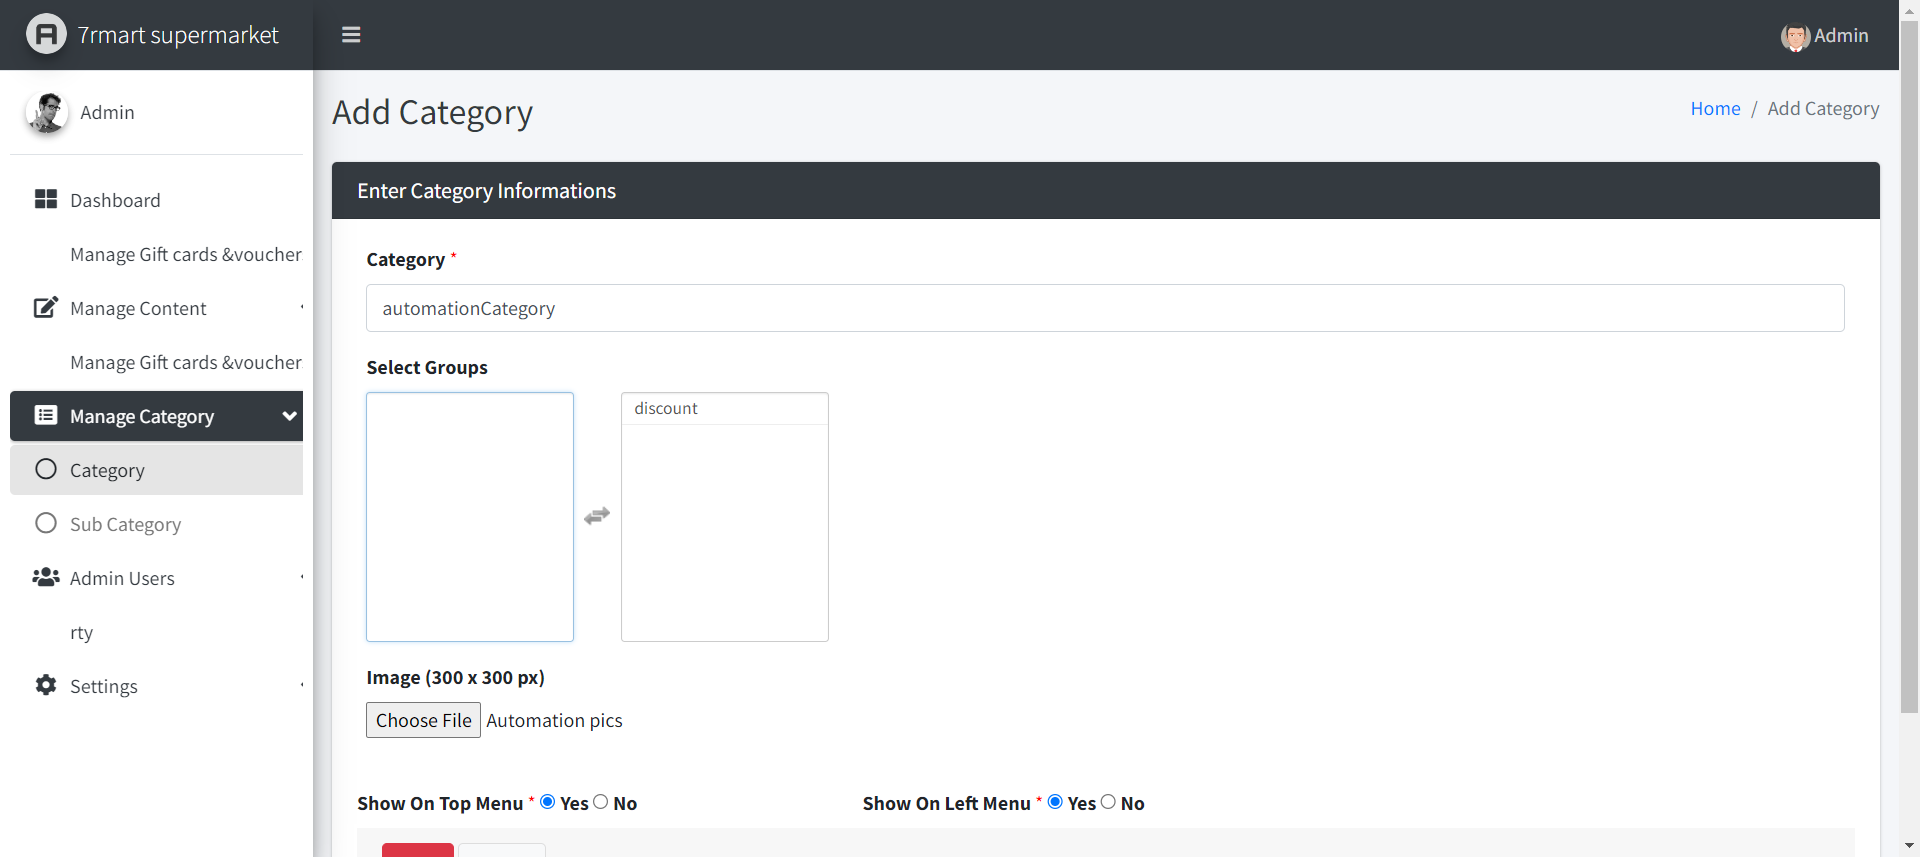 7rmart supermarket
Admin
Admin
Add Category
Home / Add Category
Dashboard
Manage Gift cards &voucher
Manage Content
Manage Gift cards &voucher
Manage Category
Category
Sub Category
Admin Users
rty
Settings
Enter Category Informations
Category *
automationCategory
Select Groups
discount
Image (300 x 300 px)
Choose File Automation pics
Show On Top Menu * Yes No
Show On Left Menu * Yes No